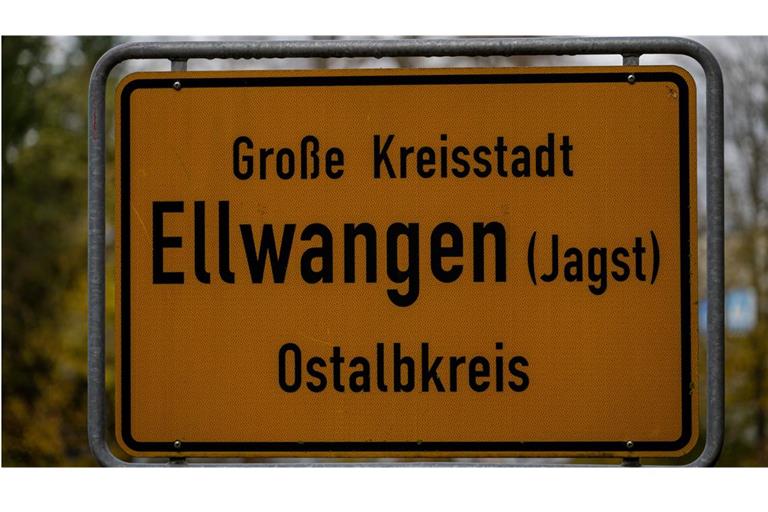 Große Kreisstadt
Ellwangen (Jagst)
Ostalbkreis